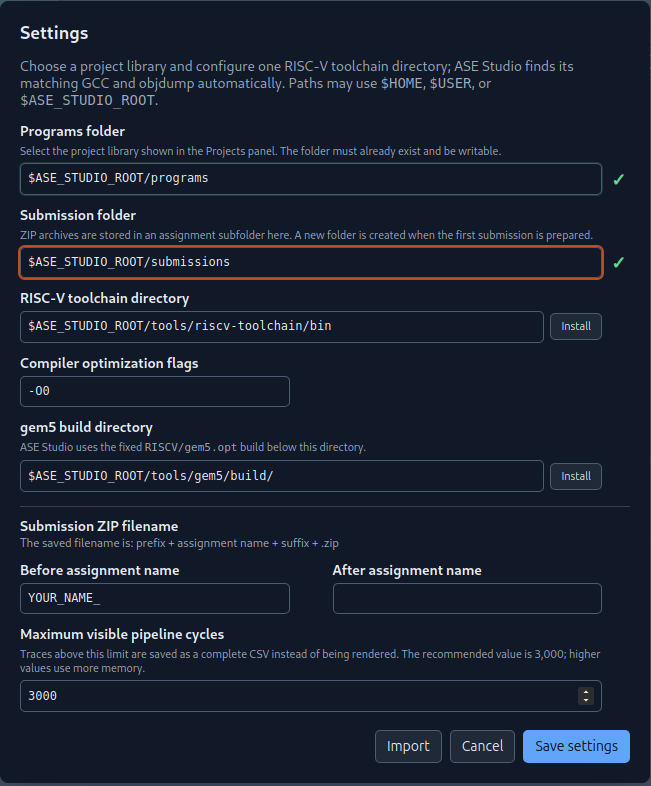 Settings
Choose a project library and configure one RISC-V toolchain directory; ASE Studio finds its
matching GCC and objdump automatically. Paths may use $HOME, $USER, or
$ASE_STUDIO_ROOT.
Programs folder
Select the project library shown in the Projects panel. The folder must already exist and be writable.
$ASE_STUDIO_ROOT/programs
Submission folder
ZIP archives are stored in an assignment subfolder here. A new folder is created when the first submission is prepared.
$ASE_STUDIO_ROOT/submissions
RISC-V toolchain directory
$ASE_STUDIO_ROOT/tools/riscv-toolchain/bin
Install
Compiler optimization flags
-O0
gem5 build directory
ASE Studio uses the fixed RISCV/gem5.opt build below this directory.
$ASE_STUDIO_ROOT/tools/gem5/build/
Install
Submission ZIP filename
The saved filename is: prefix + assignment name + suffix + .zip
Before assignment name
After assignment name
YOUR_NAME_
Maximum visible pipeline cycles
Traces above this limit are saved as a complete CSV instead of being rendered. The recommended value is 3,000; higher
values use more memory.
3000
Import
Cancel
Save settings